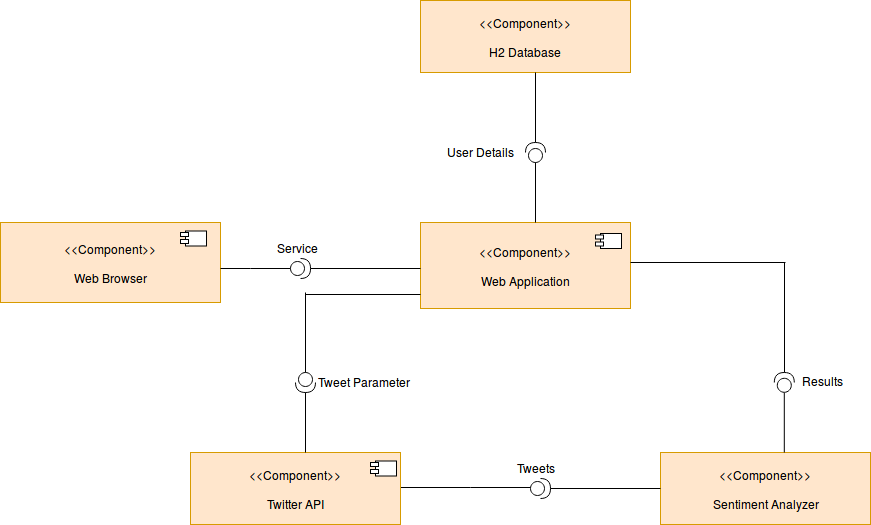 <<Component>>
H2 Database
User Details
<<Component>>
Web Browser
Service
<<Component>>
Web Application
Tweet Parameter
Results
<<Component>>
Twitter API
Tweets
<<Component>>
Sentiment Analyzer